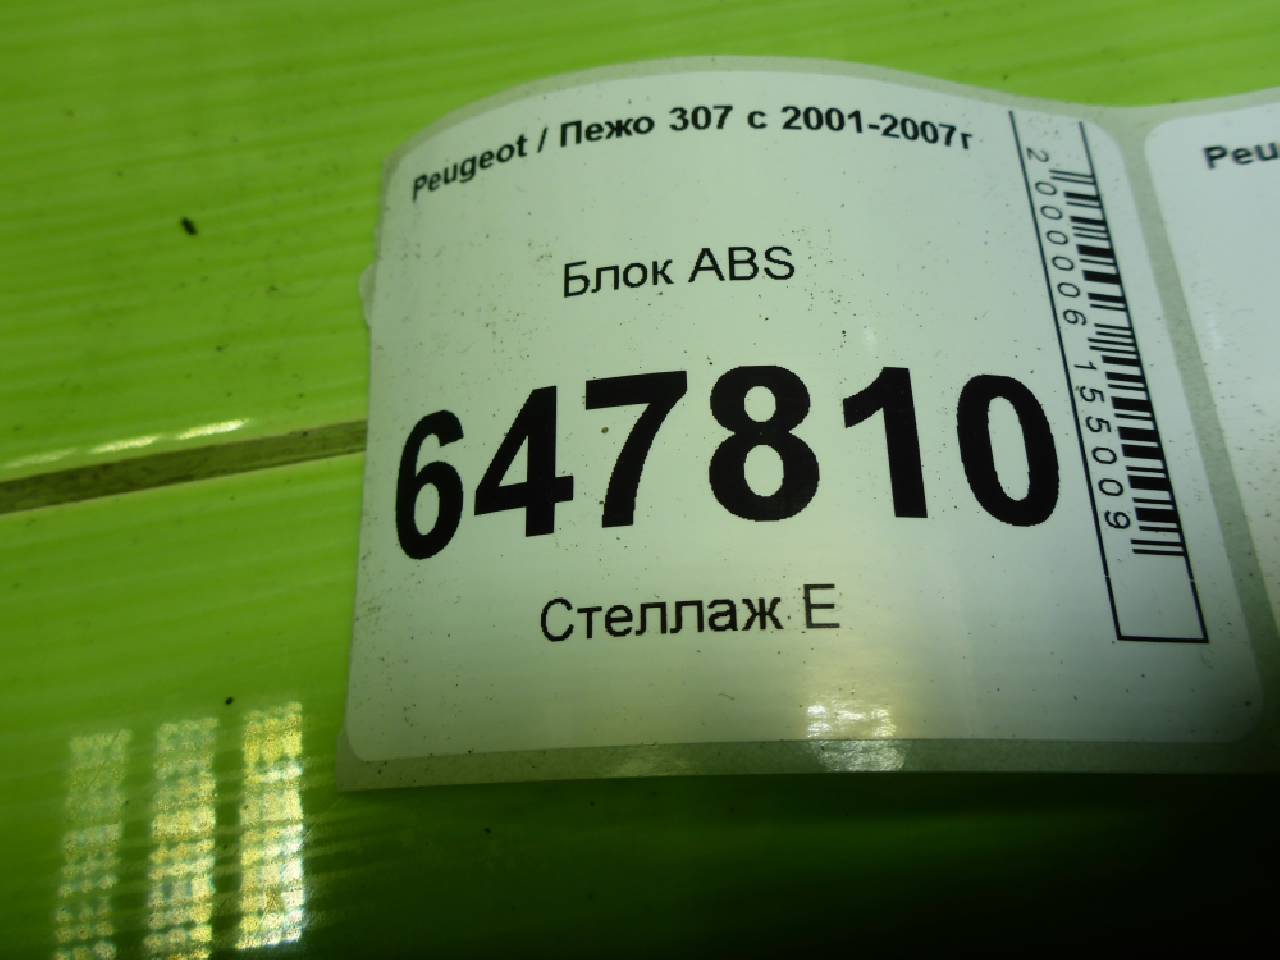 Peugeot / Пежо 307 с 2001-2007г
Блок ABS
647810
Стеллаж Е
2000006155009
Peu